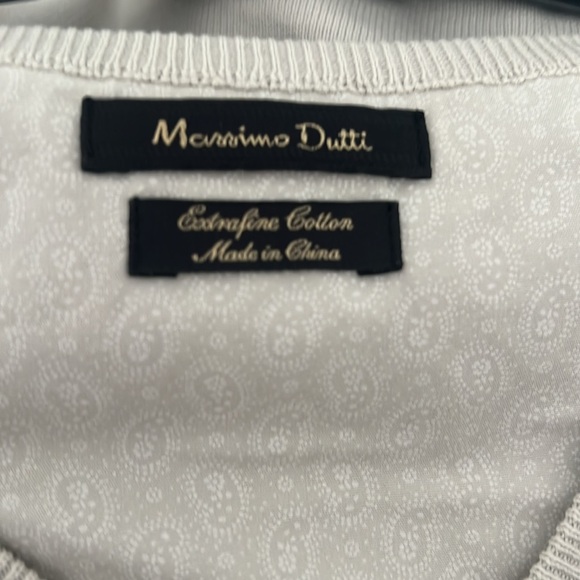 Massimo Dutti
Extrafine Cotton
Made in China